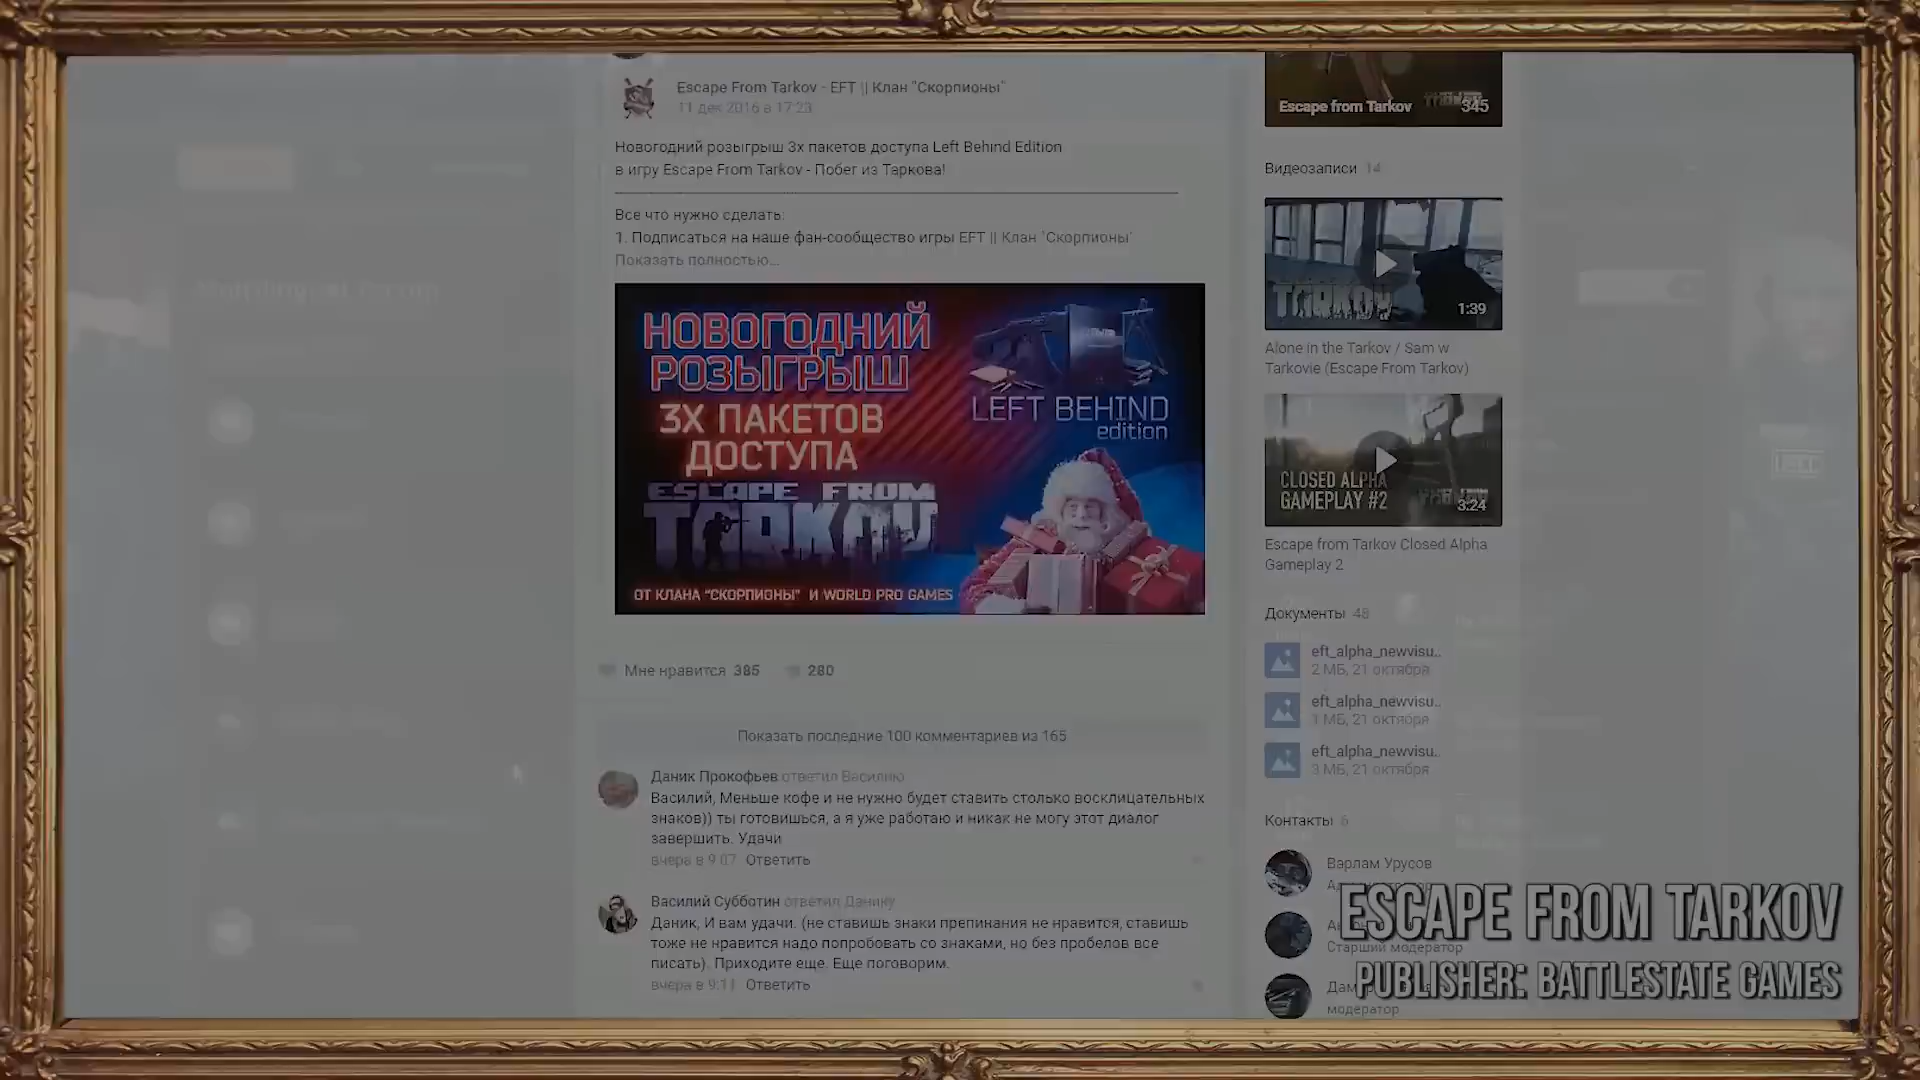 Escape From Tarkov - EFT || Клан "Скорпионы"
11 дек 2016 в 17:23
Новогодний розыгрыш 3х пакетов доступа Left Behind Edition
в игру Escape From Tarkov - Побег из Таркова!
Все что нужно сделать:
1. Подписаться на наше фан-сообщество игры EFT || Клан "Скорпионы"
Показать полностью...
НОВОГОДНИЙ
РОЗЫГРЫШ
3Х ПАКЕТОВ
ДОСТУПА
ESCAPE FROM
TARKOV
LEFT BEHIND
edition
ОТ КЛАНА "СКОРПИОНЫ" И WORLD PRO GAMES
Мне нравится 385 280
Показать последние 100 комментариев из 165
Даник Прокофьев ответил Василию
Василий, Меньше кофе и не нужно будет ставить столько восклицательных
знаков)) ты готовишься, а я уже работаю и никак не могу этот диалог
завершить. Удачи
вчера в 9:07 Ответить
Василий Субботин ответил Данику
Даник, И вам удачи. (не ставишь знаки препинания не нравится, ставишь
тоже не нравится надо попробовать со знаками, но без пробелов все
писать). Приходите еще. Еще поговорим.
вчера в 9:11 Ответить
Escape from Tarkov 345
Видеозаписи 14
TARKOV
1:39
Alone in the Tarkov / Sam w
Tarkovie (Escape From Tarkov)
CLOSED ALPHA
GAMEPLAY #2
3:24
Escape from Tarkov Closed Alpha
Gameplay 2
Документы 48
eft_alpha_newvisu..
2 МБ, 21 октября
eft_alpha_newvisu..
1 МБ, 21 октября
eft_alpha_newvisu..
3 МБ, 21 октября
Контакты 6
Варлам Урусов
Старший модератор
модератор
ESCAPE FROM TARKOV
PUBLISHER: BATTLESTATE GAMES